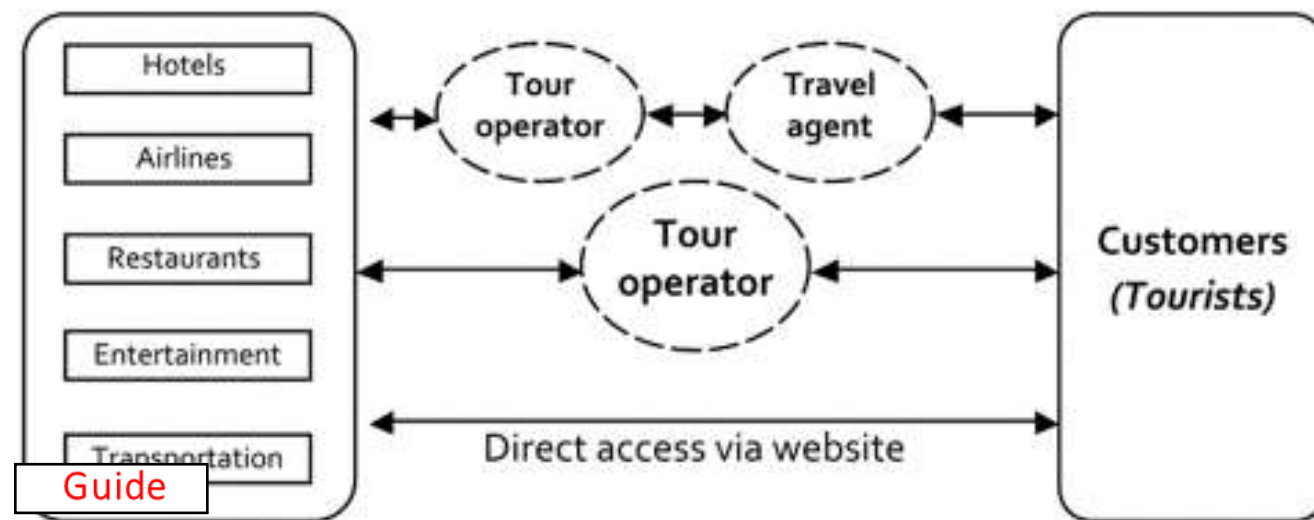 Hotels
Airlines
Restaurants
Entertainment
Transportation
Guide
Tour
operator
Travel
agent
Tour
operator
Direct access via website
Customers
(Tourists)